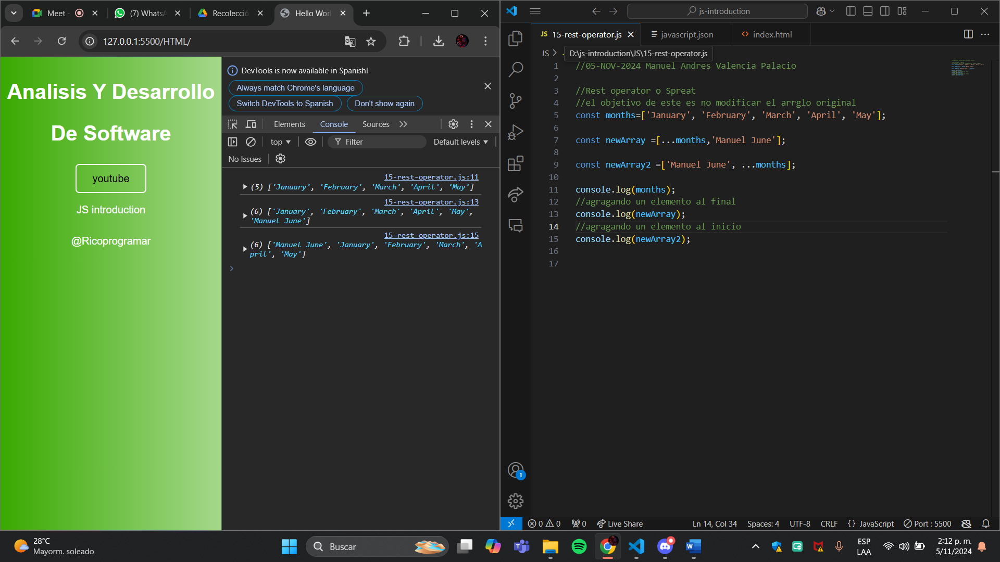 Meet -
(7) WhatsA
Recolecció
Hello Worl
127.0.0.1:5500/HTML/
Analisis Y Desarrollo
De Software
youtube
JS introduction
@Ricoprogramar
DevTools is now available in Spanish!
Always match Chrome's language
Switch DevTools to Spanish
Don't show again
Elements
Console
Sources
top
Filter
Default levels
No Issues
15-rest-operator.js:11
(5) ['January', 'February', 'March', 'April', 'May']
15-rest-operator.js:13
(6) ['January', 'February', 'March', 'April', 'May',
'Manuel June']
15-rest-operator.js:15
(6) ['Manuel June', 'January', 'February', 'March', 'A
pril', 'May']
js-introduction
JS 15-rest-operator.js
javascript.json
index.html
JS
D:\js-introduction\JS\15-rest-operator.js
1 //05-NOV-2024 Manuel Andres Valencia Palacio
2
3 //Rest operator o Spreat
4 //el objetivo de este es no modificar el arrglo original
5 const months=['January', 'February', 'March', 'April', 'May'];
6
7 const newArray =[...months,'Manuel June'];
8
9 const newArray2 =['Manuel June', ...months];
10
11 console.log(months);
12 //agragando un elemento al final
13 console.log(newArray);
14 //agragando un elemento al inicio
15 console.log(newArray2);
16
17
1
0 0
0
Live Share
Ln 14, Col 34
Spaces: 4
UTF-8
CRLF
{} JavaScript
Port : 5500
28°C
Mayorm. soleado
Buscar
ESP
LAA
2:12 p. m.
5/11/2024